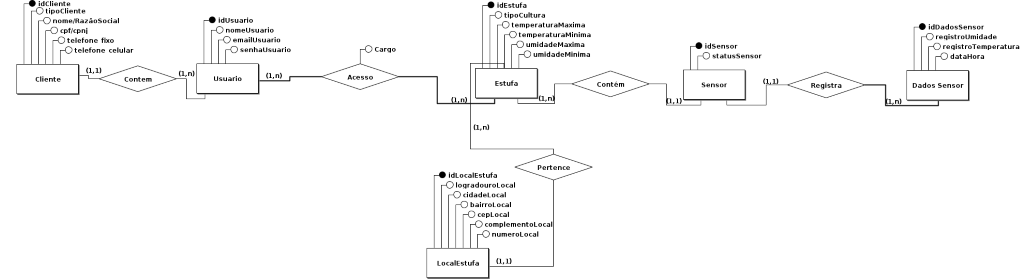 idCliente
tipoCliente
nome/RazãoSocial
cpf/cpnj
telefone fixo
telefone celular
Cliente
(1,1)
Contem
(1,n)
idUsuario
nomeUsuario
emailUsuario
senhaUsuario
Usuario
(1,n)
Cargo
Acesso
(1,n)
idEstufa
tipoCultura
temperaturaMaxima
temperaturaMinima
umidadeMaxima
umidadeMinima
Estufa
(1,n)
Contém
(1,1)
idSensor
statusSensor
Sensor
(1,1)
Registra
(1,n)
idDadosSensor
registroUmidade
registroTemperatura
dataHora
Dados Sensor
(1,n)
Pertence
idLocalEstufa
logradouroLocal
cidadeLocal
bairroLocal
cepLocal
complementoLocal
numeroLocal
LocalEstufa
(1,1)